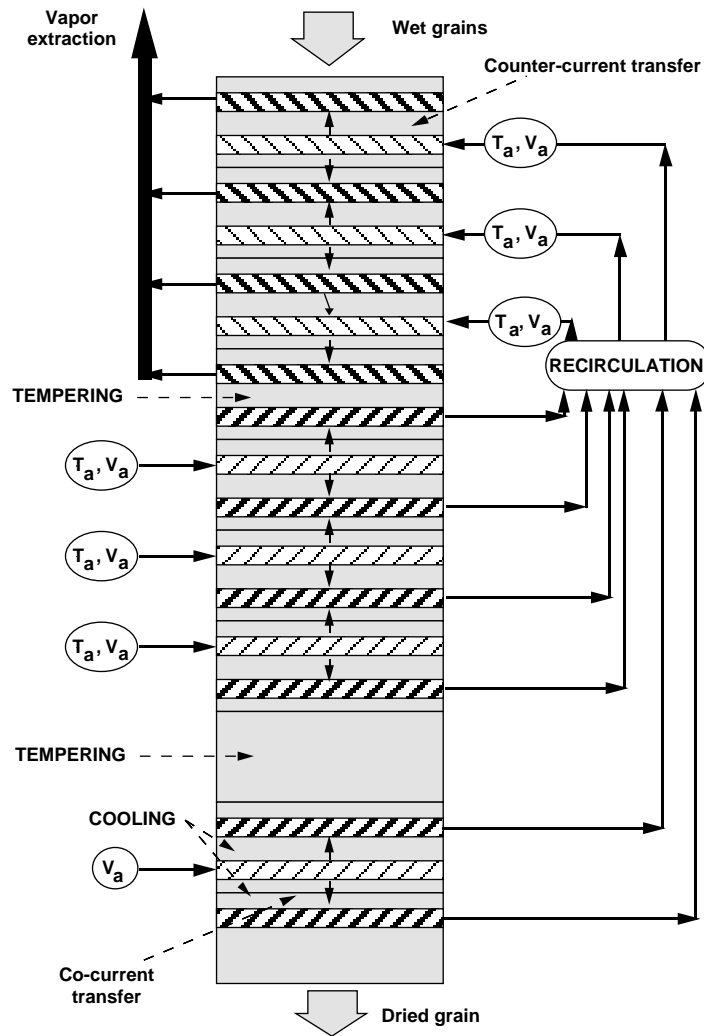 Vapor
extraction
Wet grains
Counter-current transfer
Ta, Va
Ta, Va
Ta, Va
RECIRCULATION
TEMPERING
Ta, Va
Ta, Va
Ta, Va
TEMPERING
COOLING
Va
Co-current
transfer
Dried grain